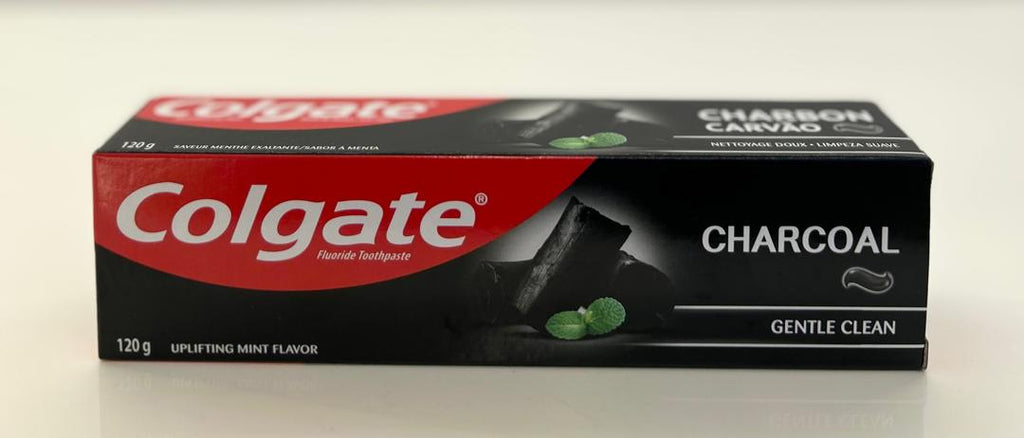 Colgate
CHARBON
CARVÃO
120 g SAVEUR MENTHE EXALTANTE/SABOR A MENTA
NETTOYAGE DOUX • LIMPEZA SUAVE
Colgate®
Fluoride Toothpaste
CHARCOAL
GENTLE CLEAN
120 g UPLIFTING MINT FLAVOR